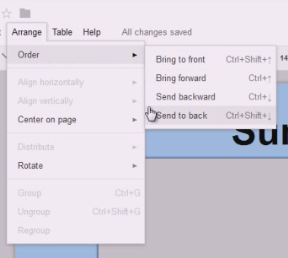 Arrange Table Help All changes saved
Order ►
Align horizontally ►
Align vertically ►
Center on page ►
Distribute ►
Rotate ►
Group Ctrl+G
Ungroup Ctrl+Shift+G
Regroup
Bring to front Ctrl+Shift+↑
Bring forward Ctrl+↑
Send backward Ctrl+↓
Send to back Ctrl+Shift+↓
14